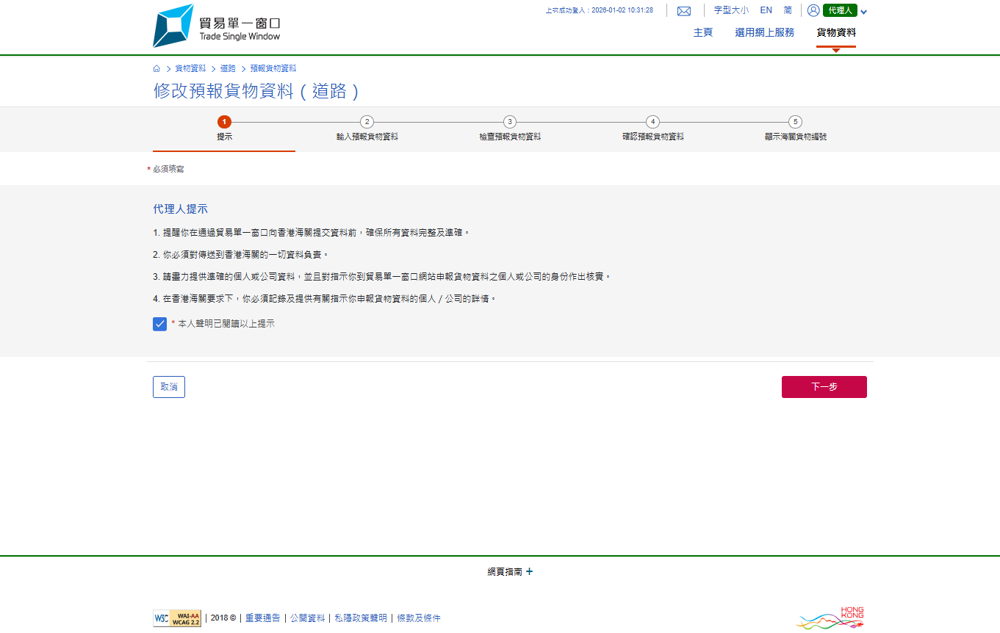 貿易單一窗口
Trade Single Window
上次成功登入：2026-01-02 10:31:28
字型大小 EN 简 代理人
主頁 選用網上服務 貨物資料
貨物資料 > 道路 > 預報貨物資料
修改預報貨物資料 ( 道路 )
1 2 3 4 5
提示 輸入預報貨物資料 檢查預報貨物資料 確認預報貨物資料 顯示海關貨物編號
* 必須填寫
代理人提示
1. 提醒你在通過貿易單一窗口向香港海關提交資料前，確保所有資料完整及準確。
2. 你必須對傳送到香港海關的一切資料負責。
3. 請盡力提供準確的個人或公司資料，並且對指示你到貿易單一窗口網站申報貨物資料之個人或公司的身份作出核實。
4. 在香港海關要求下，你必須記錄及提供有關指示你申報貨物資料的個人 / 公司的詳情。
* 本人聲明已閱讀以上提示
取消 下一步
網頁指南 +
W3C WAI-AA WCAG 2.2 | 2018 © | 重要通告 | 公開資料 | 私隱政策聲明 | 條款及條件
HONG KONG